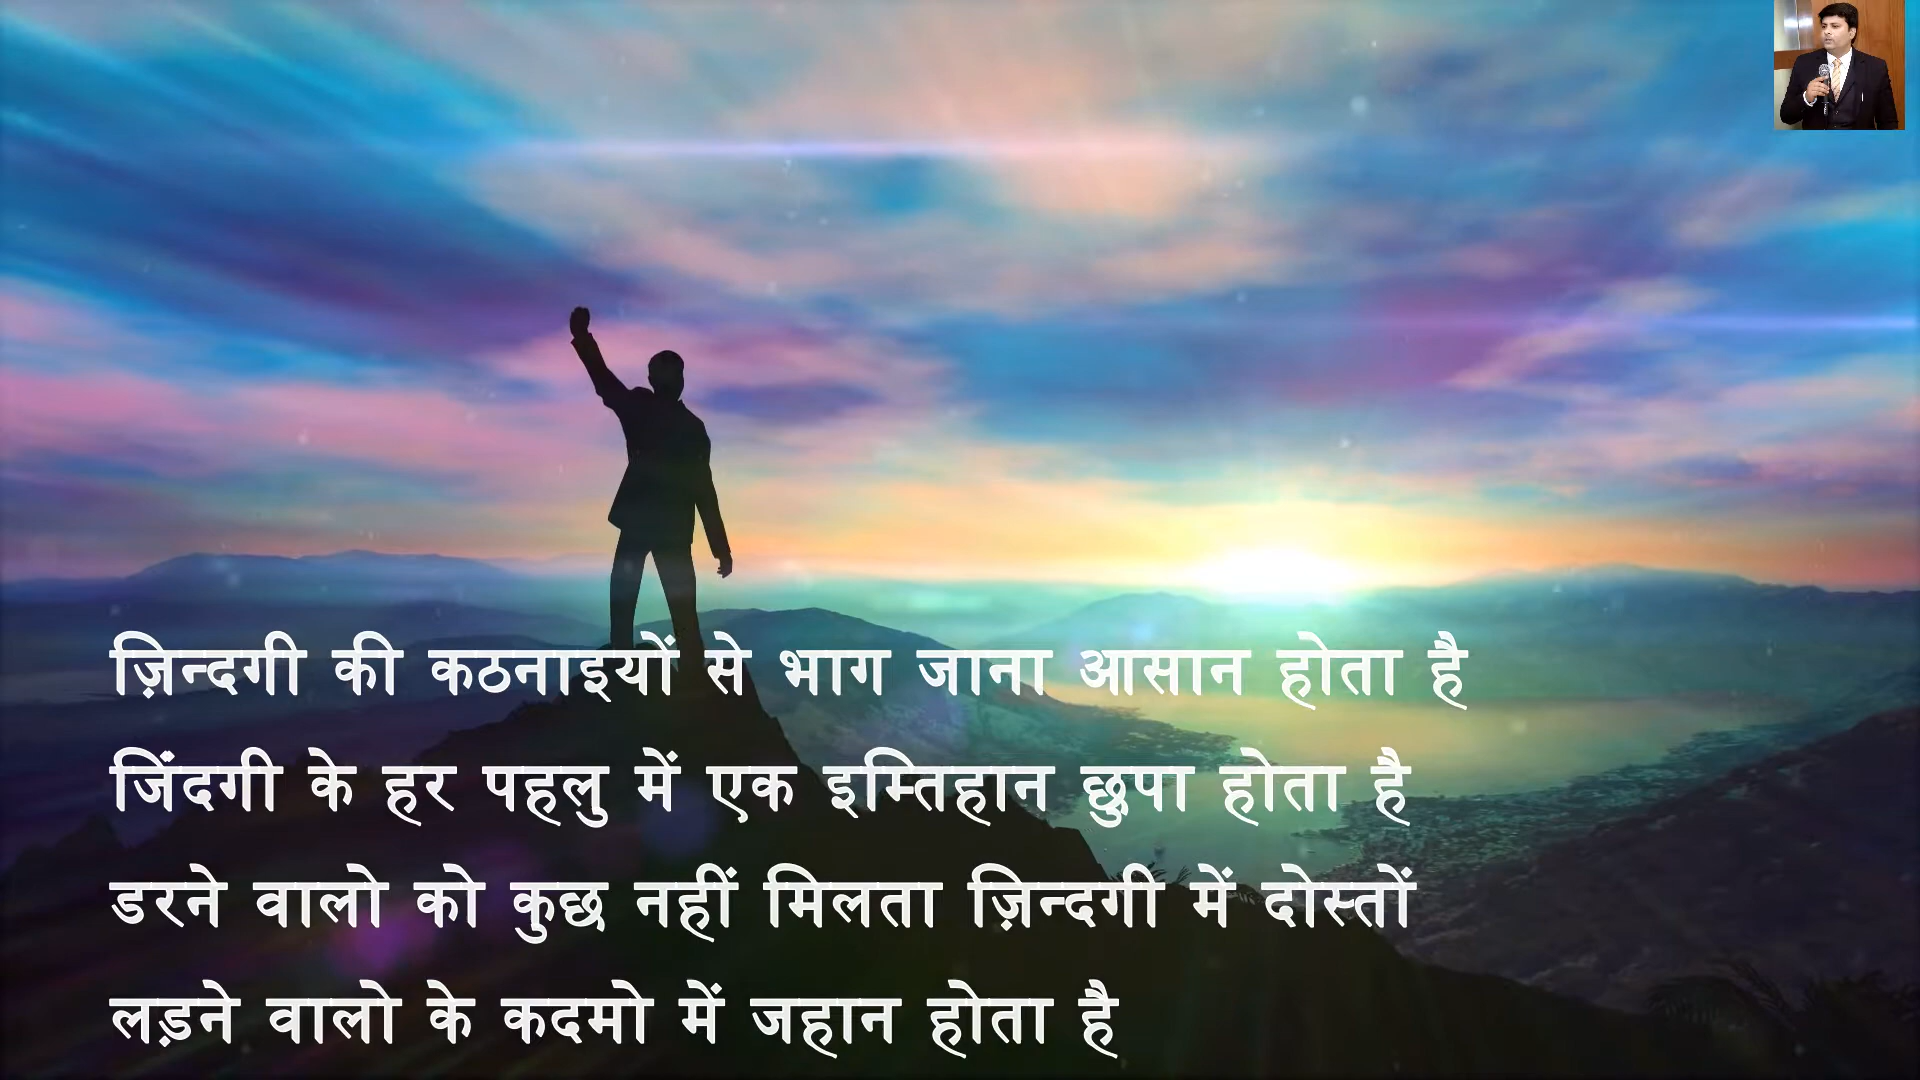 ज़िन्दगी की कठनाइयों से भाग जाना आसान होता है
जिंदगी के हर पहलु में एक इम्तिहान छुपा होता है
डरने वालो को कुछ नहीं मिलता ज़िन्दगी में दोस्तों
लड़ने वालो के कदमो में जहान होता है